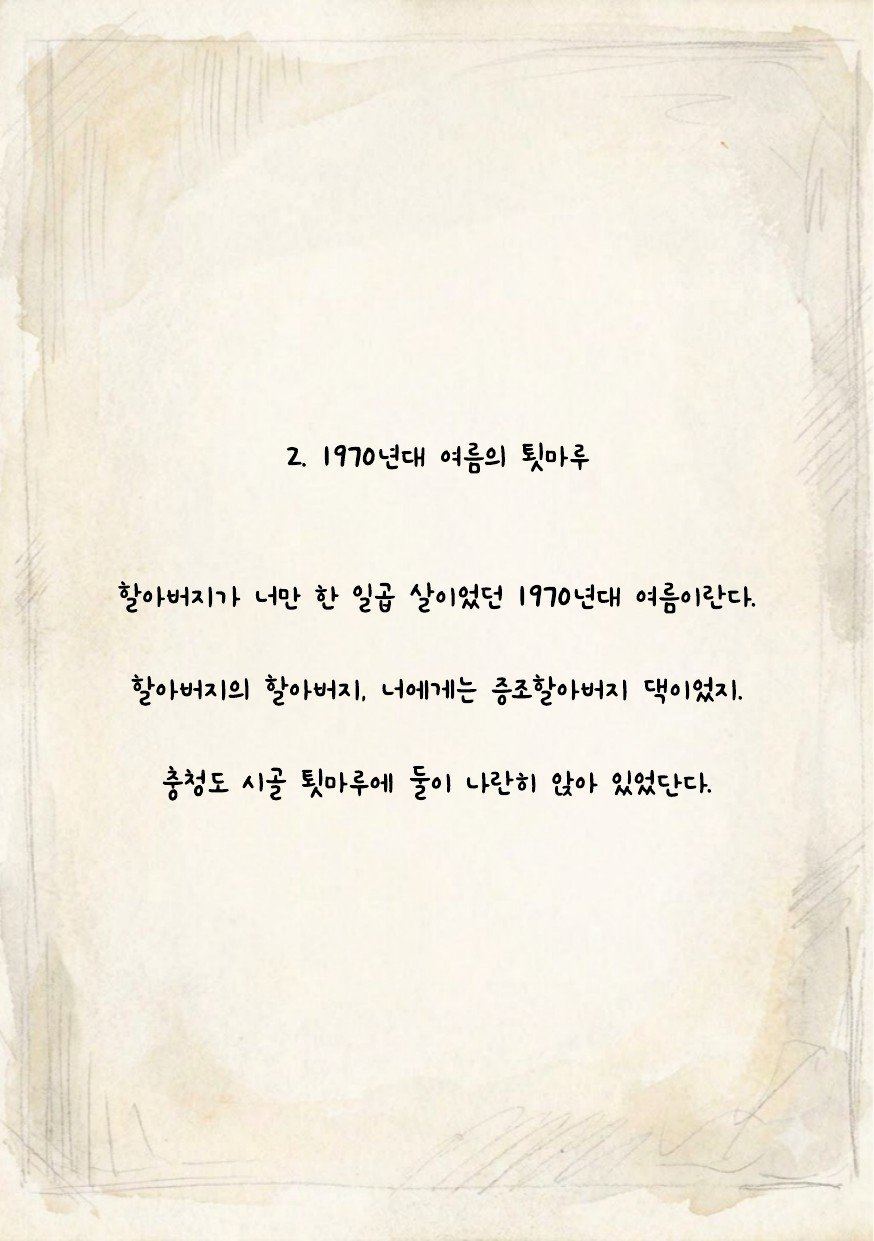 2. 1970년대 여름의 툇마루
할아버지가 너만 한 일곱 살이었던 1970년대 여름이란다.
할아버지의 할아버지, 너에게는 증조할아버지 댁이었지.
충청도 시골 툇마루에 둘이 나란히 앉아 있었단다.